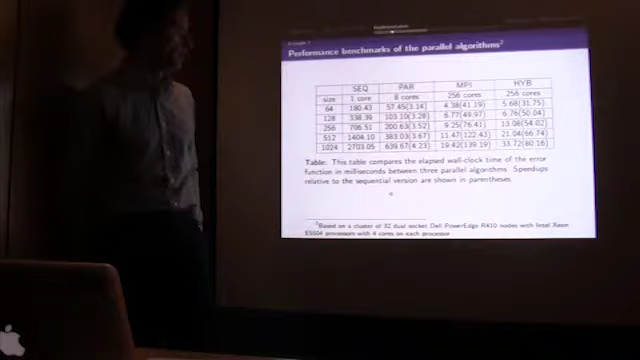 Implementation
Performance benchmarks of the parallel algorithms²
SEQ PAR MPI HYB
size 1 core 8 cores 256 cores 256 cores
64 180.43 57.45(3.14) 4.38(41.19) 5.68(31.75)
128 338.39 103.10(3.28) 6.77(49.97) 6.76(50.04)
256 706.51 200.63(3.52) 9.25(76.41) 13.08(54.02)
512 1404.10 383.03(3.67) 11.47(122.43) 21.04(66.74)
1024 2703.05 639.67(4.23) 19.42(139.19) 33.72(80.16)
Table: This table compares the elapsed wall-clock time of the error
function in milliseconds between three parallel algorithms. Speedups
relative to the sequential version are shown in parentheses.
²Based on a cluster of 32 dual socket Dell PowerEdge R410 nodes with Intel Xeon
E5504 processors with 4 cores on each processor